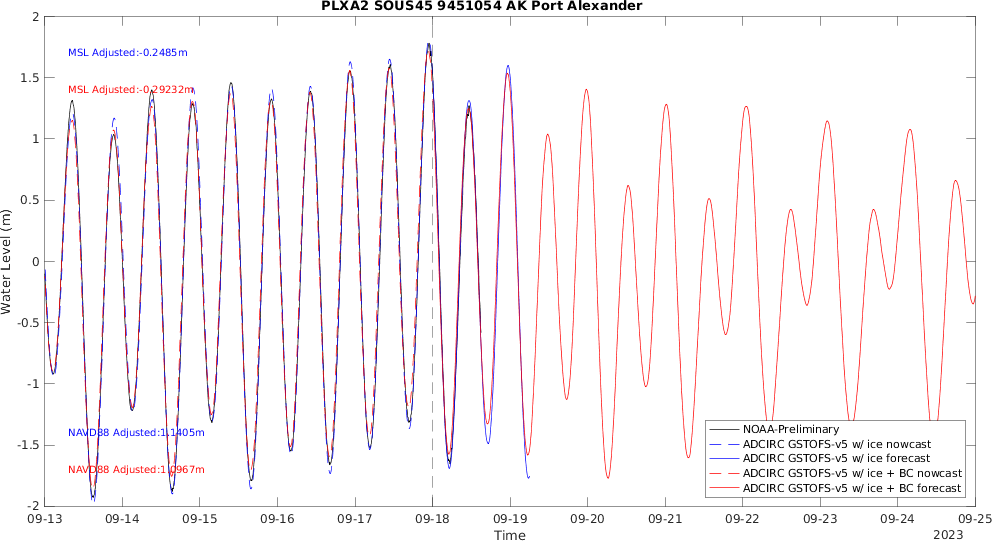 PLXA2 SOUS45 9451054 AK Port Alexander
2
1.5
1
0.5
0
-0.5
-1
-1.5
-2
Water Level (m)
MSL Adjusted:-0.2485m
MSL Adjusted:-0.29232m
NAVD88 Adjusted:1.1405m
NAVD88 Adjusted:1.0967m
NOAA-Preliminary
ADCIRC GSTOFS-v5 w/ ice nowcast
ADCIRC GSTOFS-v5 w/ ice forecast
ADCIRC GSTOFS-v5 w/ ice + BC nowcast
ADCIRC GSTOFS-v5 w/ ice + BC forecast
09-13 09-14 09-15 09-16 09-17 09-18 09-19 09-20 09-21 09-22 09-23 09-24 09-25
Time
2023